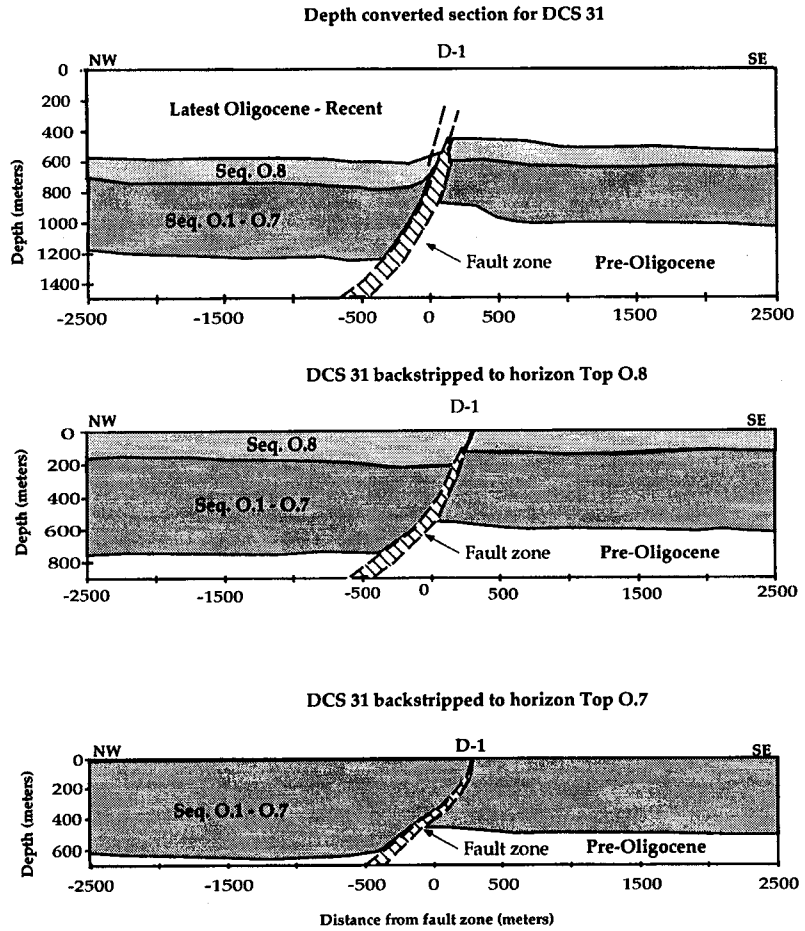 Depth converted section for DCS 31
NW D-1 SE
0
200
400
600
800
1000
1200
1400
Depth (meters)
Latest Oligocene - Recent
Seq. O.8
Seq. O.1 - O.7
Fault zone
Pre-Oligocene
-2500 -1500 -500 0 500 1500 2500
DCS 31 backstripped to horizon Top O.8
NW D-1 SE
0
200
400
600
800
Depth (meters)
Seq. O.8
Seq. O.1 - O.7
Fault zone
Pre-Oligocene
-2500 -1500 -500 0 500 1500 2500
DCS 31 backstripped to horizon Top O.7
NW D-1 SE
0
200
400
600
Depth (meters)
Seq. O.1 - O.7
Fault zone
Pre-Oligocene
-2500 -1500 -500 0 500 1500 2500
Distance from fault zone (meters)